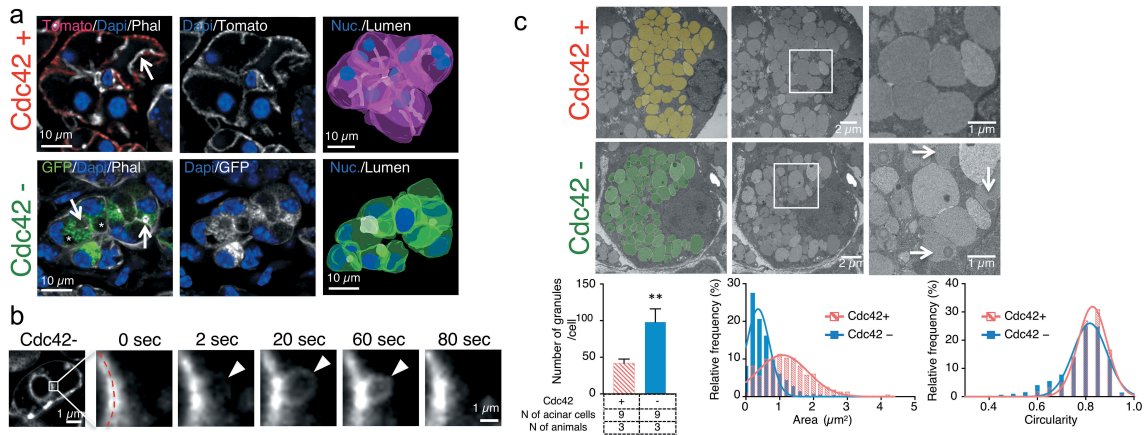 a
Cdc42 +
Tomato/Dapi/Phal
10 µm
Dapi/Tomato
Nuc./Lumen
10 µm
Cdc42 -
GFP/Dapi/Phal
*
*
10 µm
Dapi/GFP
Nuc./Lumen
10 µm
b
Cdc42-
1 µm
0 sec
2 sec
20 sec
60 sec
80 sec
1 µm
c
Cdc42 +
2 µm
1 µm
Cdc42 -
2 µm
1 µm
Number of granules
/cell
150
100
50
0
**
Cdc42 + -
N of acinar cells 9 9
N of animals 3 3
Relative frequency (%)
30
20
10
0
Cdc42+
Cdc42 –
0 1 2 3 4 5
Area (µm²)
Relative frequency (%)
40
30
20
10
0
Cdc42+
Cdc42 –
0.4 0.6 0.8 1.0
Circularity